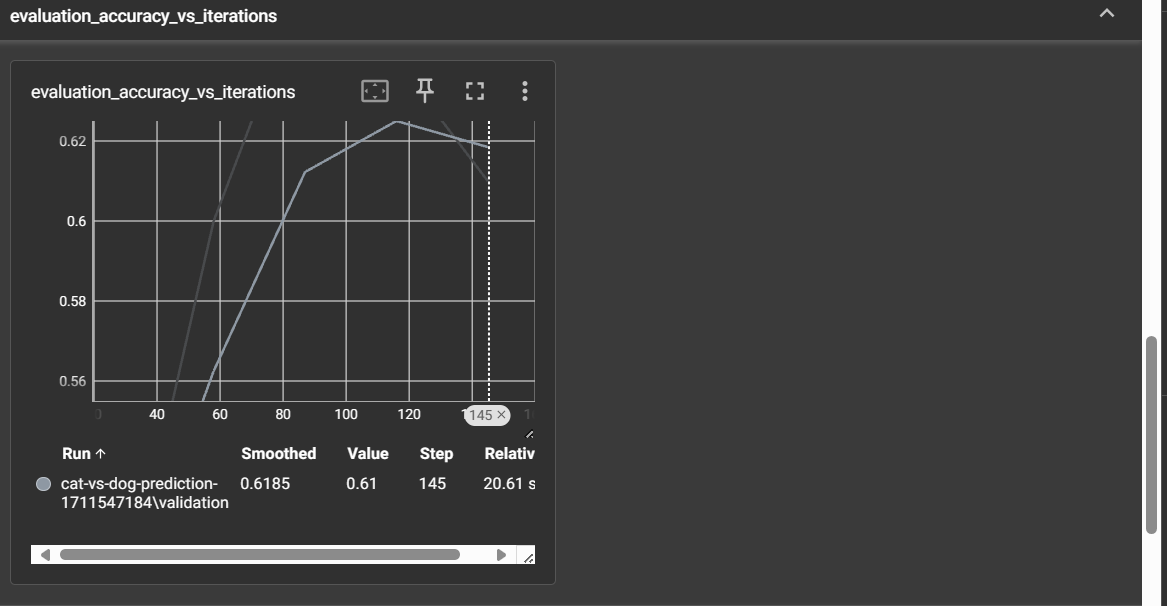 evaluation_accuracy_vs_iterations
evaluation_accuracy_vs_iterations
0.62
0.6
0.58
0.56
40 60 80 100 120 145 ×
Run ↑ Smoothed Value Step Relativ
cat-vs-dog-prediction- 0.6185 0.61 145 20.61 s
1711547184\validation